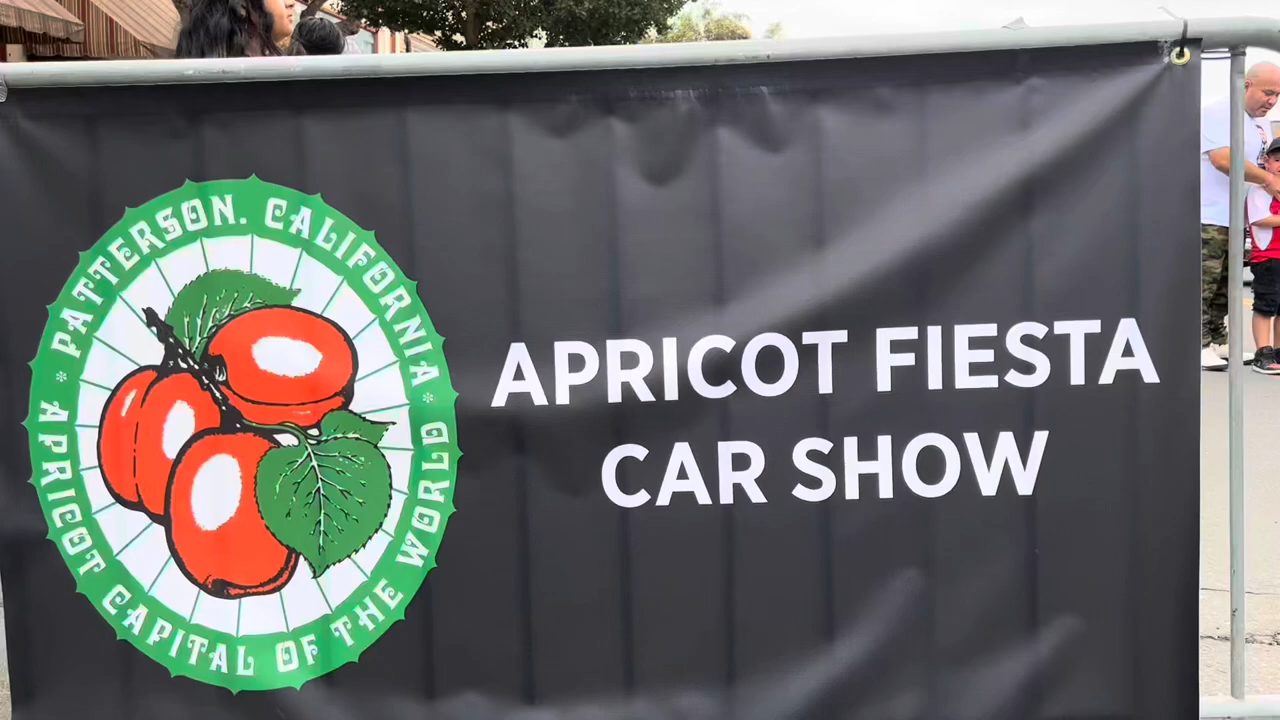 PATTERSON, CALIFORNIA
* APRICOT CAPITAL OF THE WORLD *
APRICOT FIESTA
CAR SHOW